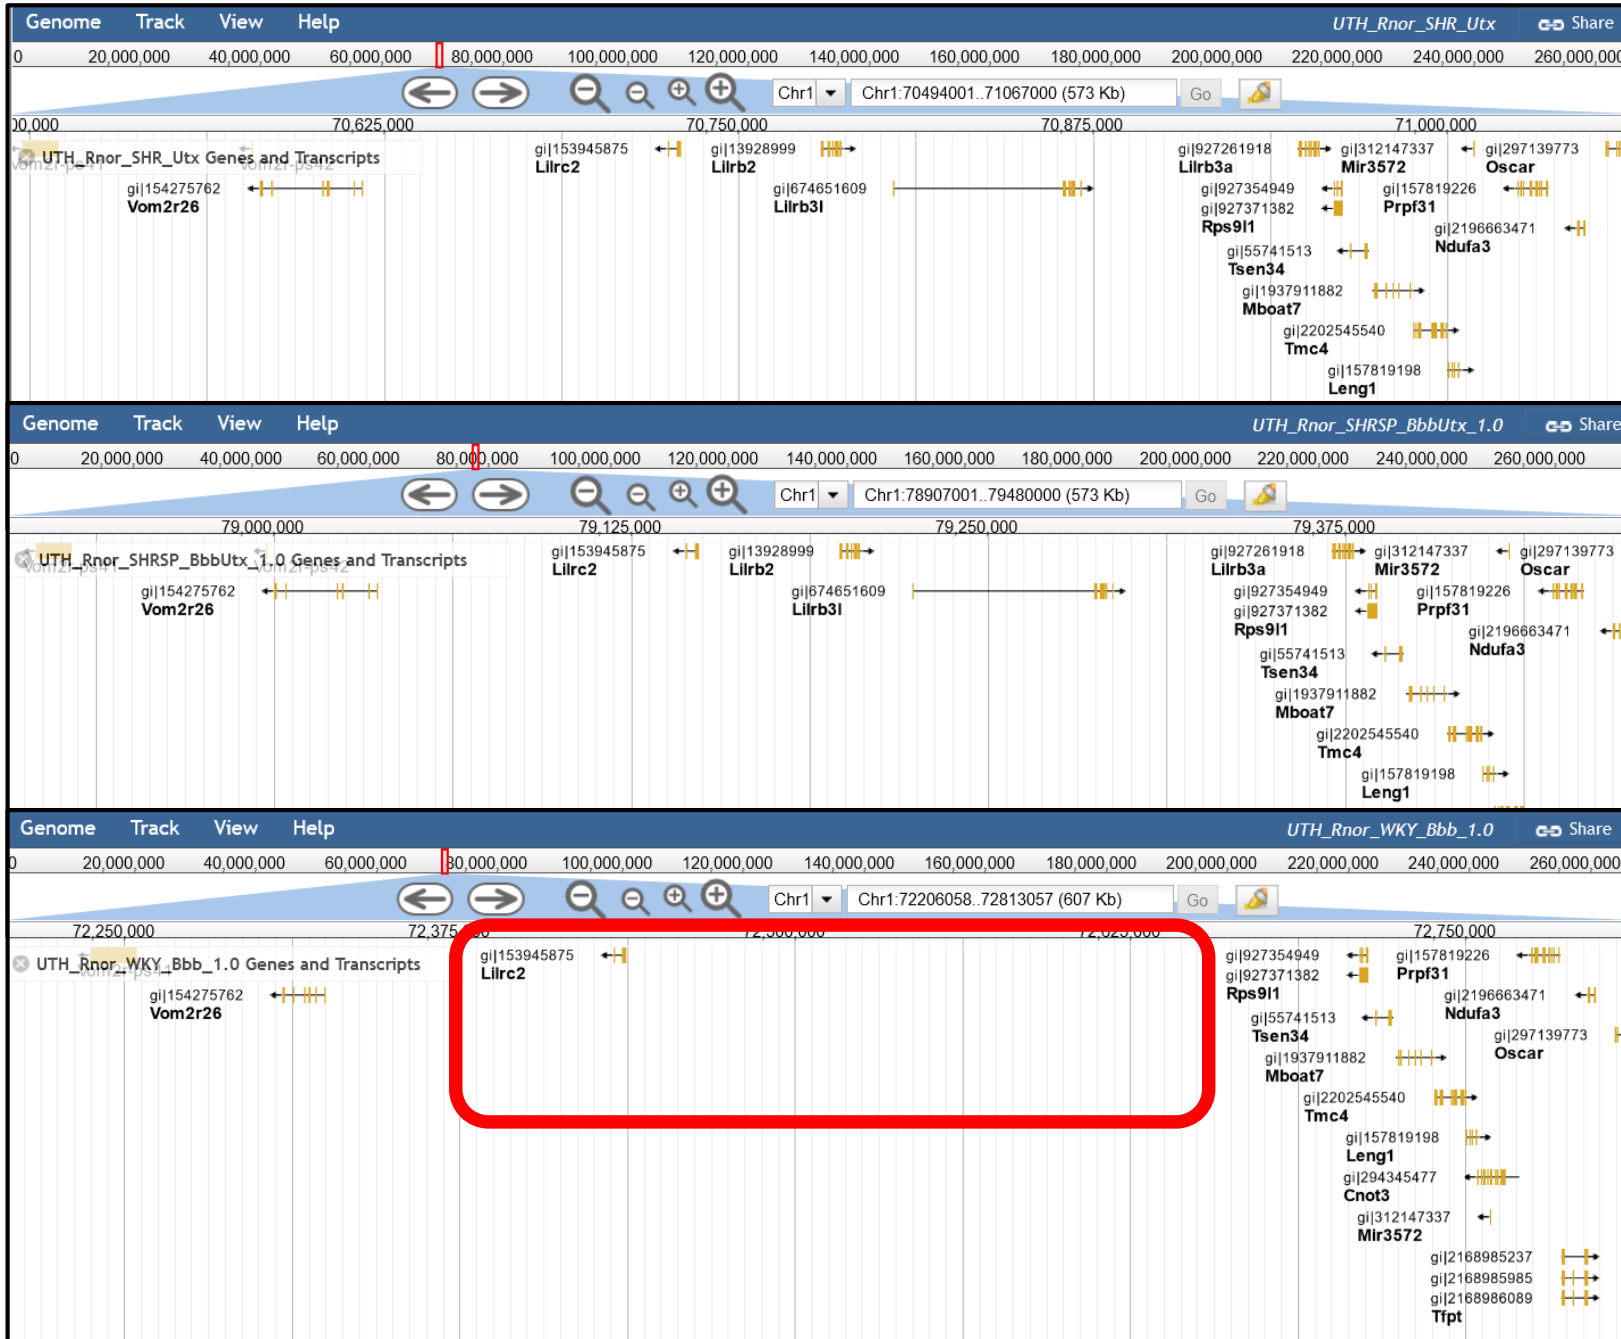 Genome Track View Help UTH_Rnor_SHR_Utx Share
0 20,000,000 40,000,000 60,000,000 80,000,000 100,000,000 120,000,000 140,000,000 160,000,000 180,000,000 200,000,000 220,000,000 240,000,000 260,000,000
Chr1 Chr1:70494001..71067000 (573 Kb) Go
70,625,000 70,750,000 70,875,000 71,000,000
UTH_Rnor_SHR_Utx Genes and Transcripts
gi|153945875 gi|13928999 gi|927261918 gi|312147337 gi|297139773
Lilrc2 Lilrb2 Lilrb3a Mir3572 Oscar
gi|154275762 gi|674651609 gi|927354949 gi|157819226
Vom2r26 Lilrb3l Prpf31
gi|927371382
Rps9l1
gi|2196663471
Ndufa3
gi|55741513
Tsen34
gi|1937911882
Mboat7
gi|2202545540
Tmc4
gi|157819198
Leng1
Genome Track View Help UTH_Rnor_SHRSP_BbbUtx_1.0 Share
0 20,000,000 40,000,000 60,000,000 80,000,000 100,000,000 120,000,000 140,000,000 160,000,000 180,000,000 200,000,000 220,000,000 240,000,000 260,000,000
Chr1 Chr1:78907001..79480000 (573 Kb) Go
79,000,000 79,125,000 79,250,000 79,375,000
UTH_Rnor_SHRSP_BbbUtx_1.0 Genes and Transcripts
gi|153945875 gi|13928999 gi|927261918 gi|312147337 gi|297139773
Lilrc2 Lilrb2 Lilrb3a Mir3572 Oscar
gi|154275762 gi|674651609 gi|927354949 gi|157819226
Vom2r26 Lilrb3l Prpf31
gi|927371382
Rps9l1
gi|2196663471
Ndufa3
gi|55741513
Tsen34
gi|1937911882
Mboat7
gi|2202545540
Tmc4
gi|157819198
Leng1
Genome Track View Help UTH_Rnor_WKY_Bbb_1.0 Share
0 20,000,000 40,000,000 60,000,000 80,000,000 100,000,000 120,000,000 140,000,000 160,000,000 180,000,000 200,000,000 220,000,000 240,000,000 260,000,000
Chr1 Chr1:72206058..72813057 (607 Kb) Go
72,250,000 72,375,000 72,500,000 72,625,000 72,750,000
UTH_Rnor_WKY_Bbb_1.0 Genes and Transcripts
gi|153945875 gi|927354949 gi|157819226
Lilrc2 Prpf31
gi|927371382
Rps9l1
gi|154275762 gi|2196663471
Vom2r26 Ndufa3
gi|55741513 gi|297139773
Tsen34 Oscar
gi|1937911882
Mboat7
gi|2202545540
Tmc4
gi|157819198
Leng1
gi|294345477
Cnot3
gi|312147337
Mir3572
gi|2168985237
gi|2168985985
gi|2168986089
Tfpt